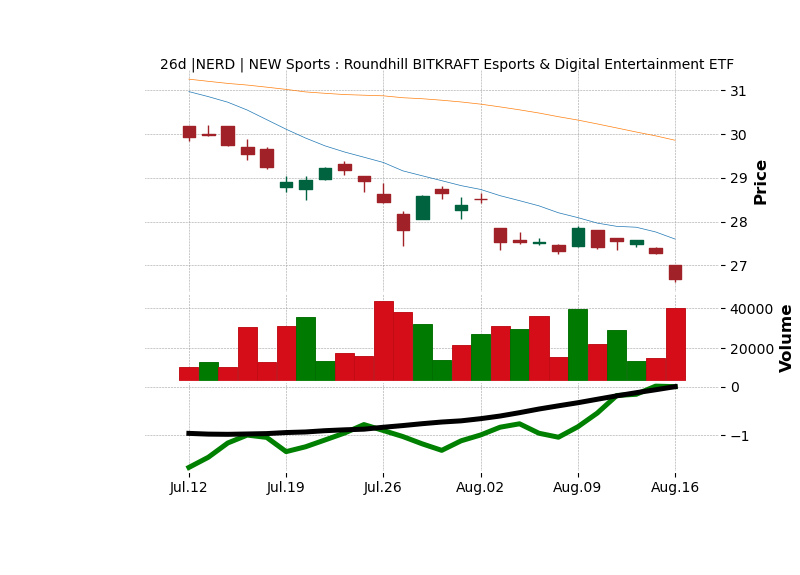 26d |NERD | NEW Sports : Roundhill BITKRAFT Esports & Digital Entertainment ETF
31
30
29
28
27
Price
40000
20000
Volume
0
−1
Jul.12 Jul.19 Jul.26 Aug.02 Aug.09 Aug.16